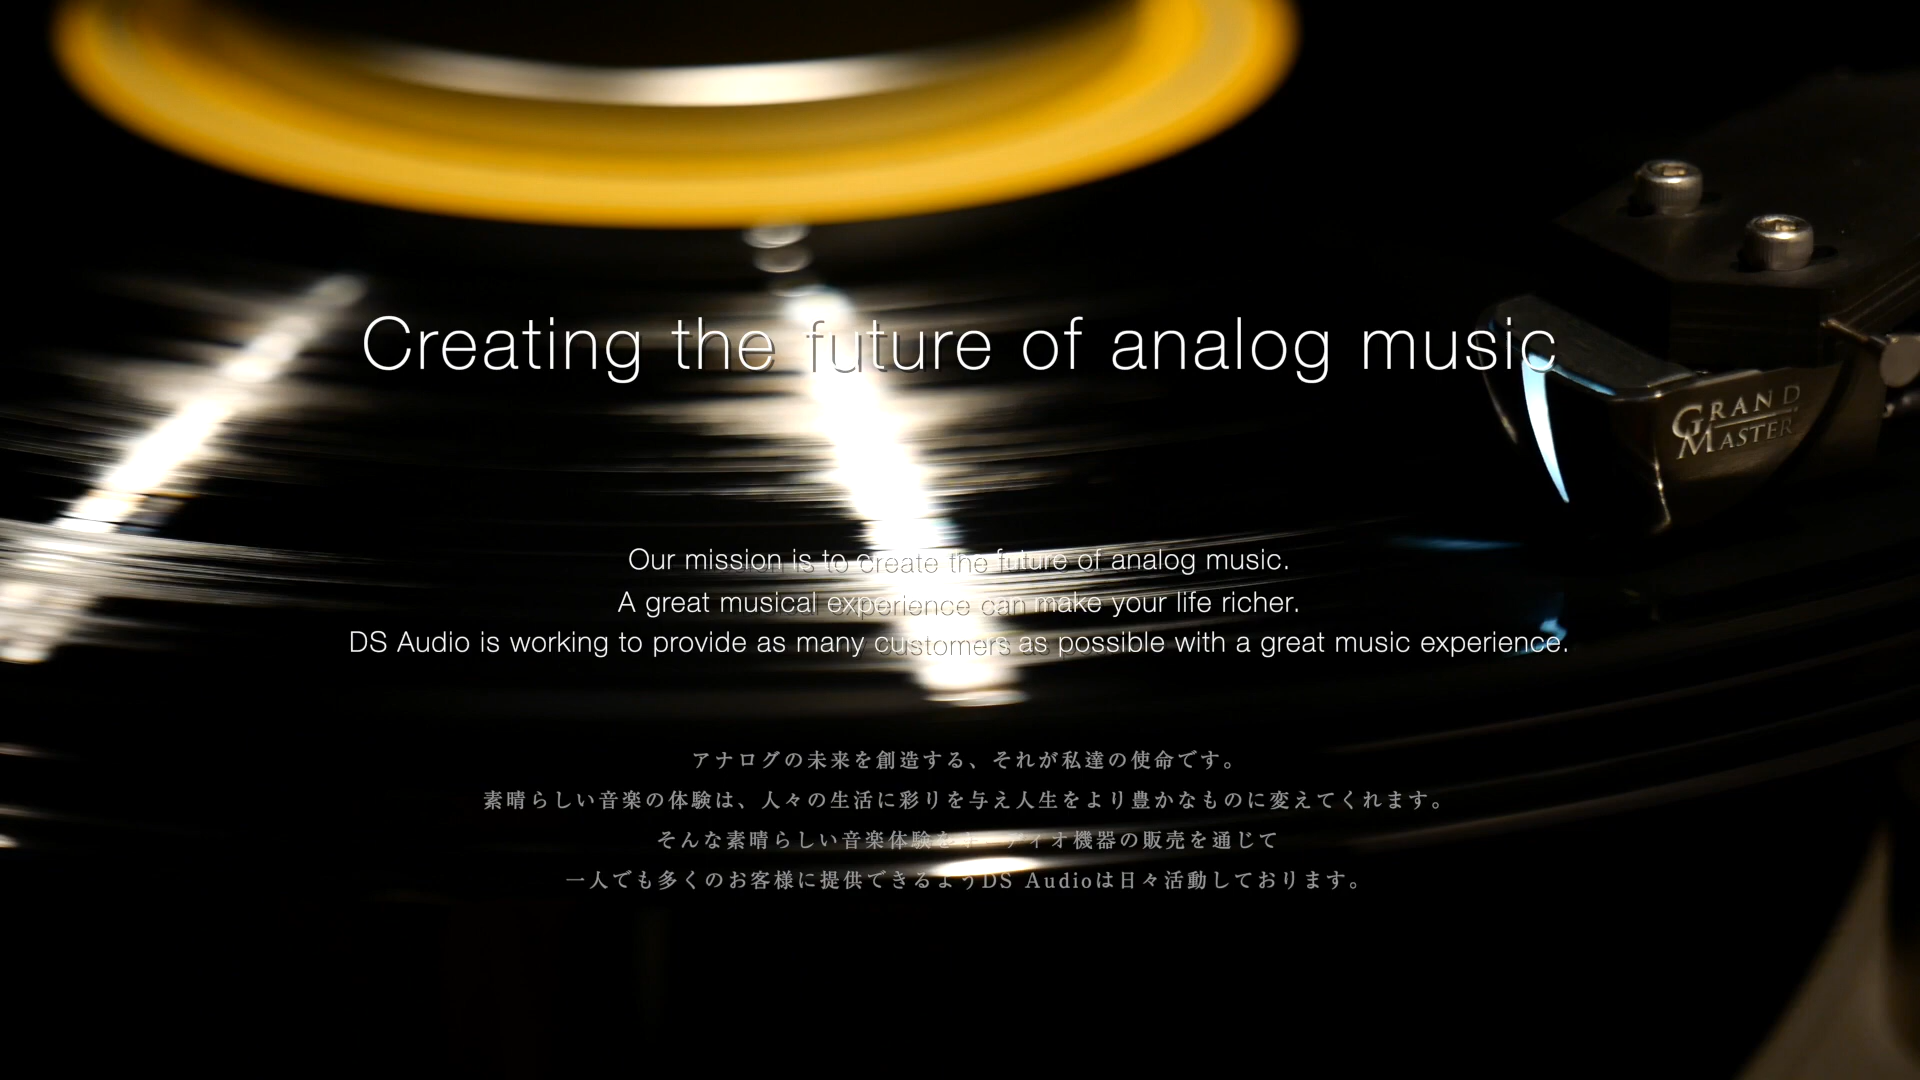 Creating the future of analog music
GRAND
MASTER
Our mission is to create the future of analog music.
A great musical experience can make your life richer.
DS Audio is working to provide as many customers as possible with a great music experience.
アナログの未来を創造する、それが私達の使命です。
素晴らしい音楽の体験は、人々の生活に彩りを与え人生をより豊かなものに変えてくれます。
そんな素晴らしい音楽体験をオーディオ機器の販売を通じて
一人でも多くのお客様に提供できるようDS Audioは日々活動しております。